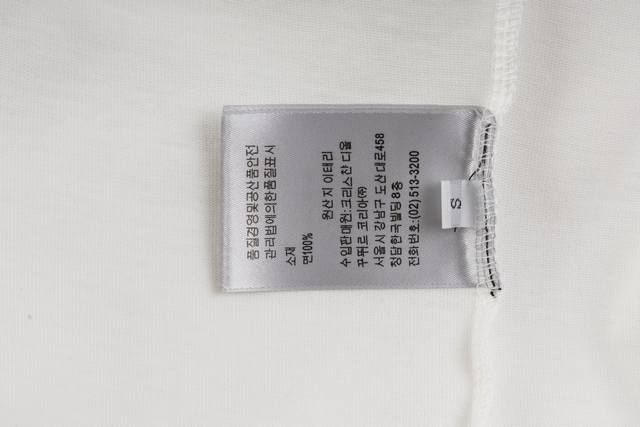 품질경영및공산품안전
관리법에의한품질표시
소재
면100%
원산지 이태리
수입판매원:크리스챤 디올
꾸뛰르 코리아㈜
서울시 강남구 도산대로458
청담한국빌딩 8층
전화번호:(02) 513-3200
S